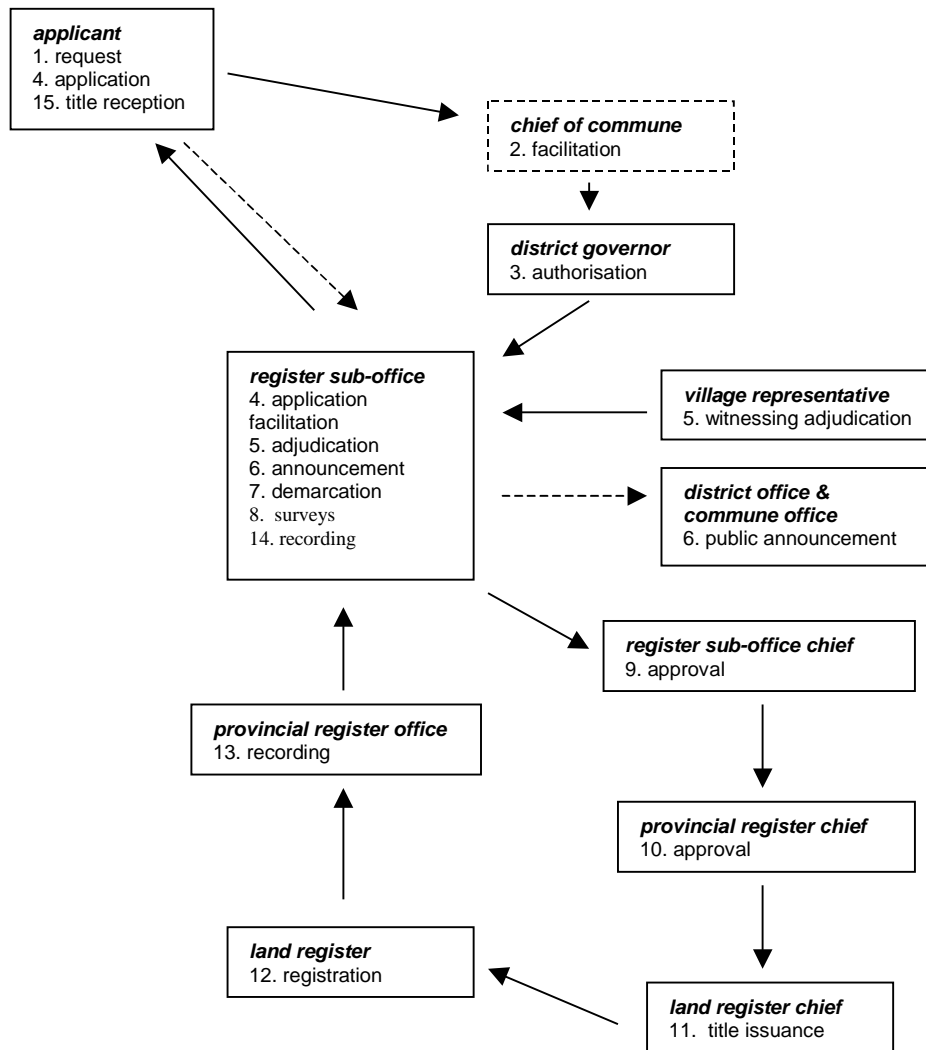 applicant
1. request
4. application
15. title reception
chief of commune
2. facilitation
district governor
3. authorisation
register sub-office
4. application
facilitation
5. adjudication
6. announcement
7. demarcation
8. surveys
14. recording
village representative
5. witnessing adjudication
district office &
commune office
6. public announcement
register sub-office chief
9. approval
provincial register office
13. recording
provincial register chief
10. approval
land register
12. registration
land register chief
11. title issuance